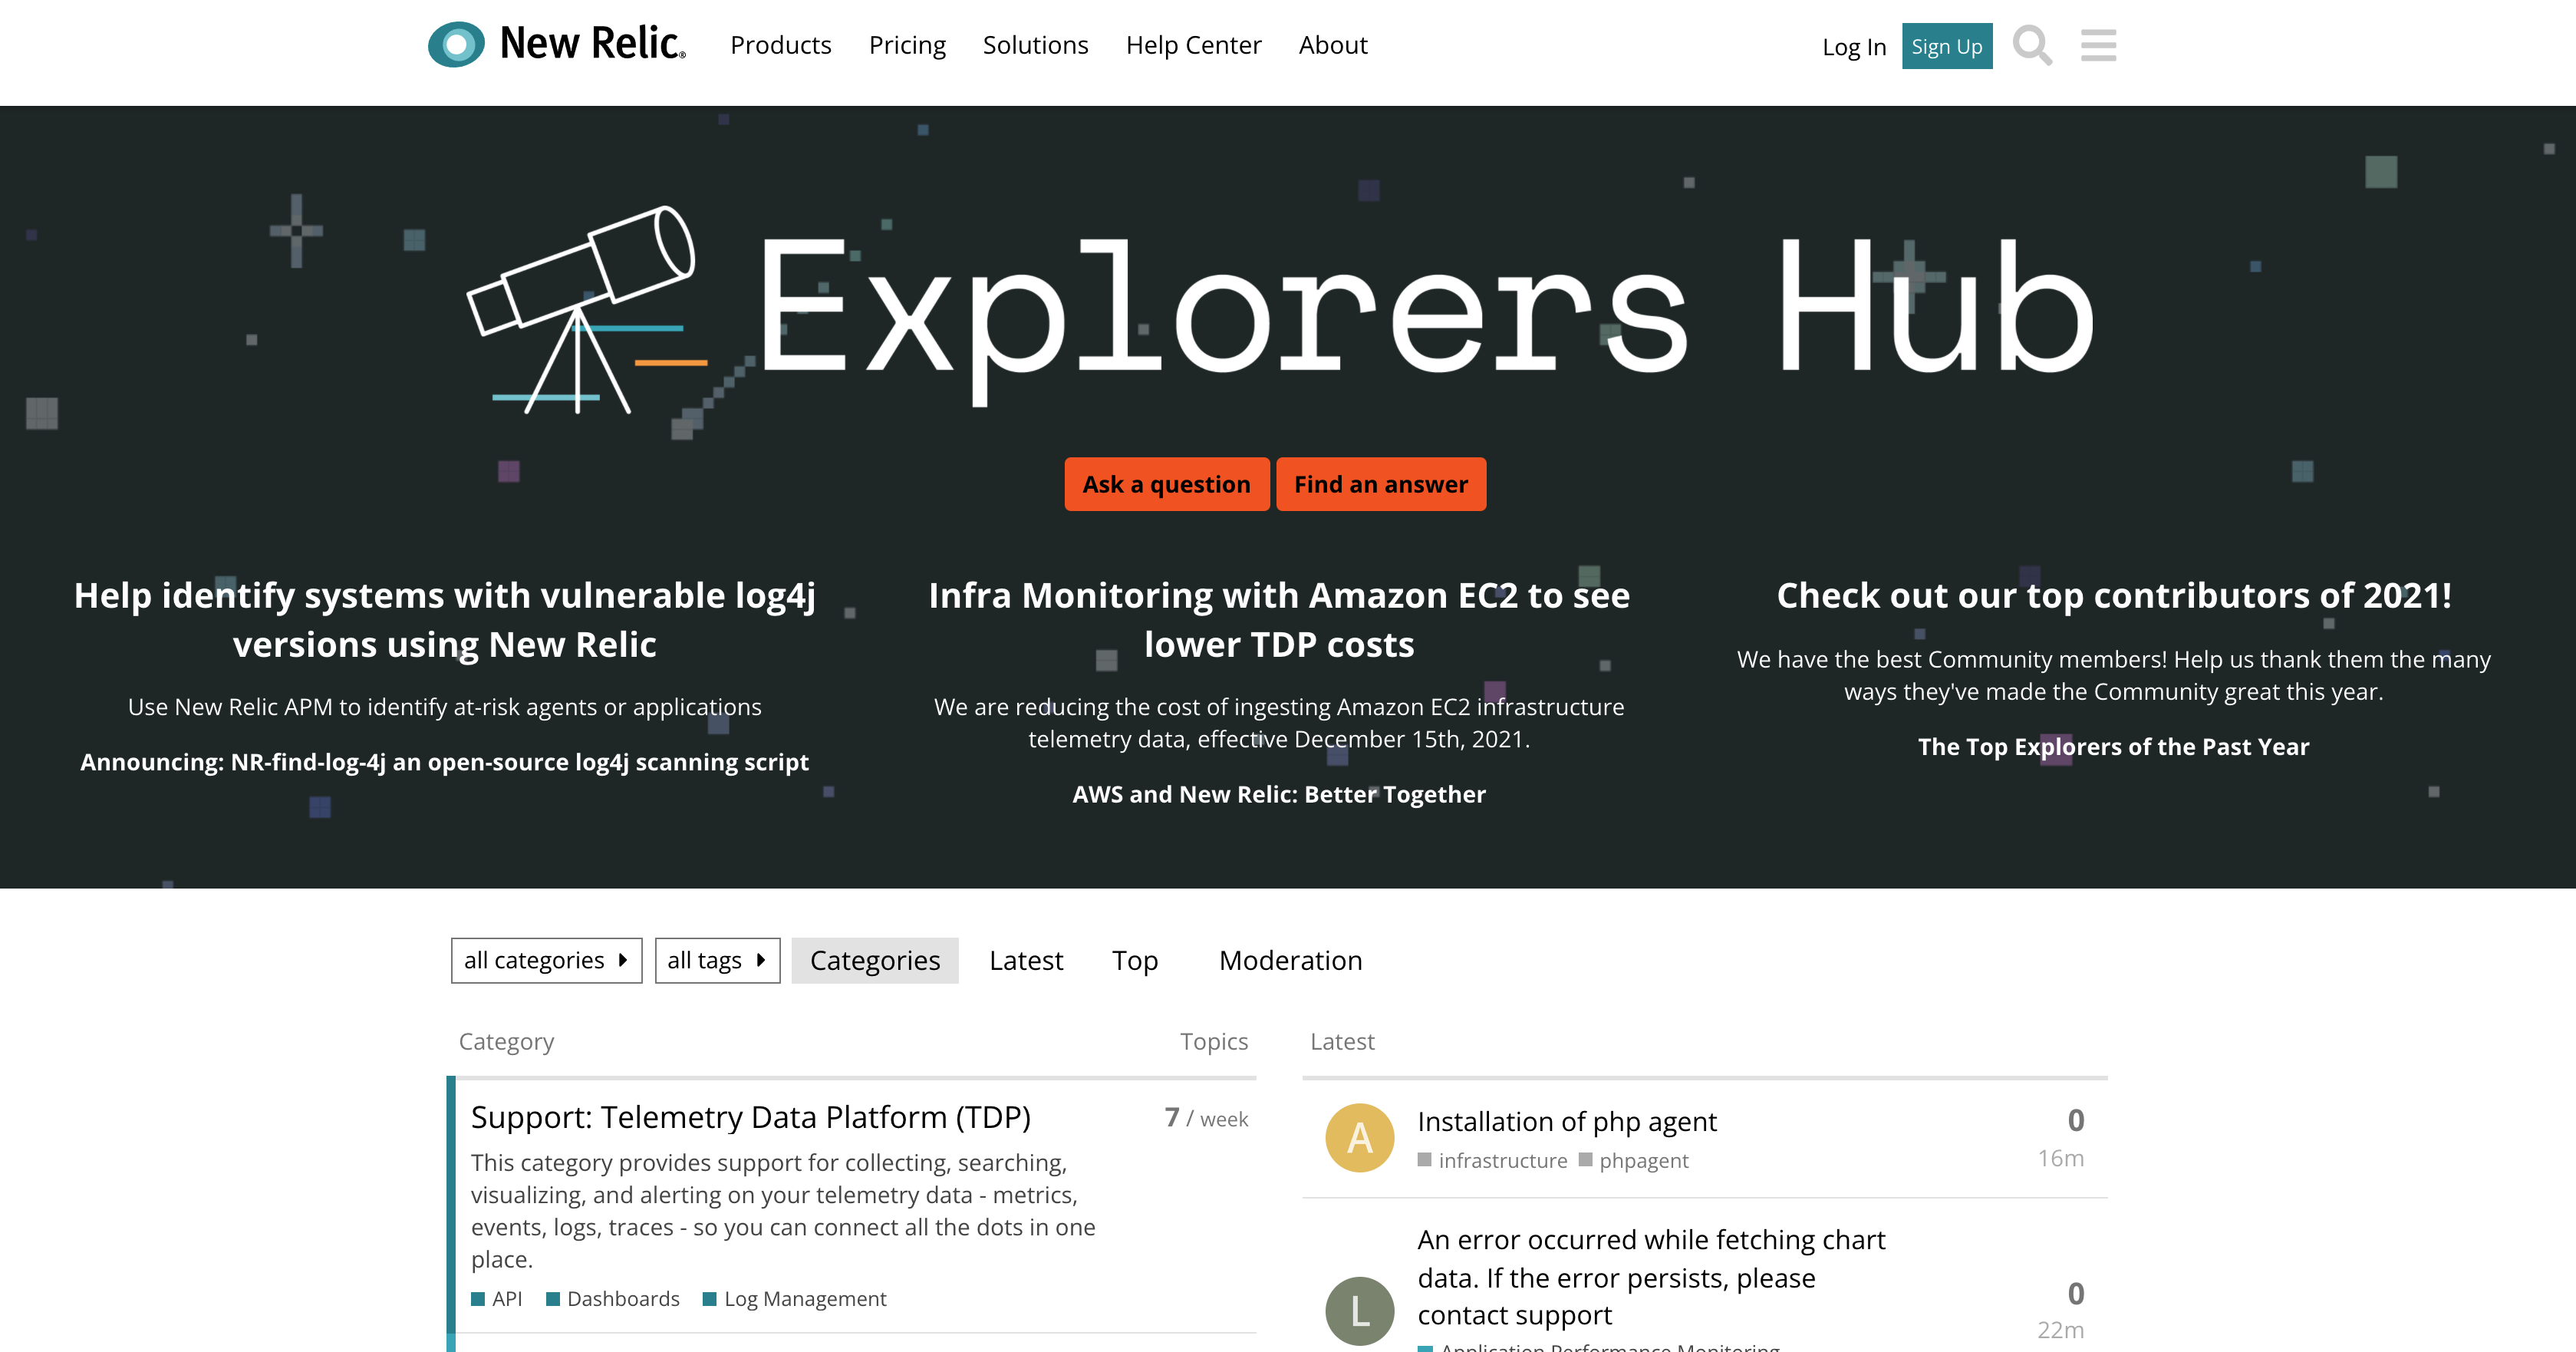 New Relic®
Products Pricing Solutions Help Center About
Log In Sign Up
Explorers Hub
Ask a question Find an answer
Help identify systems with vulnerable log4j
versions using New Relic
Use New Relic APM to identify at-risk agents or applications
Announcing: NR-find-log-4j an open-source log4j scanning script
Infra Monitoring with Amazon EC2 to see
lower TDP costs
We are reducing the cost of ingesting Amazon EC2 infrastructure
telemetry data, effective December 15th, 2021.
AWS and New Relic: Better Together
Check out our top contributors of 2021!
We have the best Community members! Help us thank them the many
ways they've made the Community great this year.
The Top Explorers of the Past Year
all categories all tags Categories Latest Top Moderation
Category Topics
Support: Telemetry Data Platform (TDP) 7 / week
This category provides support for collecting, searching,
visualizing, and alerting on your telemetry data - metrics,
events, logs, traces - so you can connect all the dots in one
place.
API Dashboards Log Management
Latest
A
Installation of php agent 0
infrastructure phpagent 16m
L
An error occurred while fetching chart
data. If the error persists, please
contact support
0
22m
Application Performance Monitoring